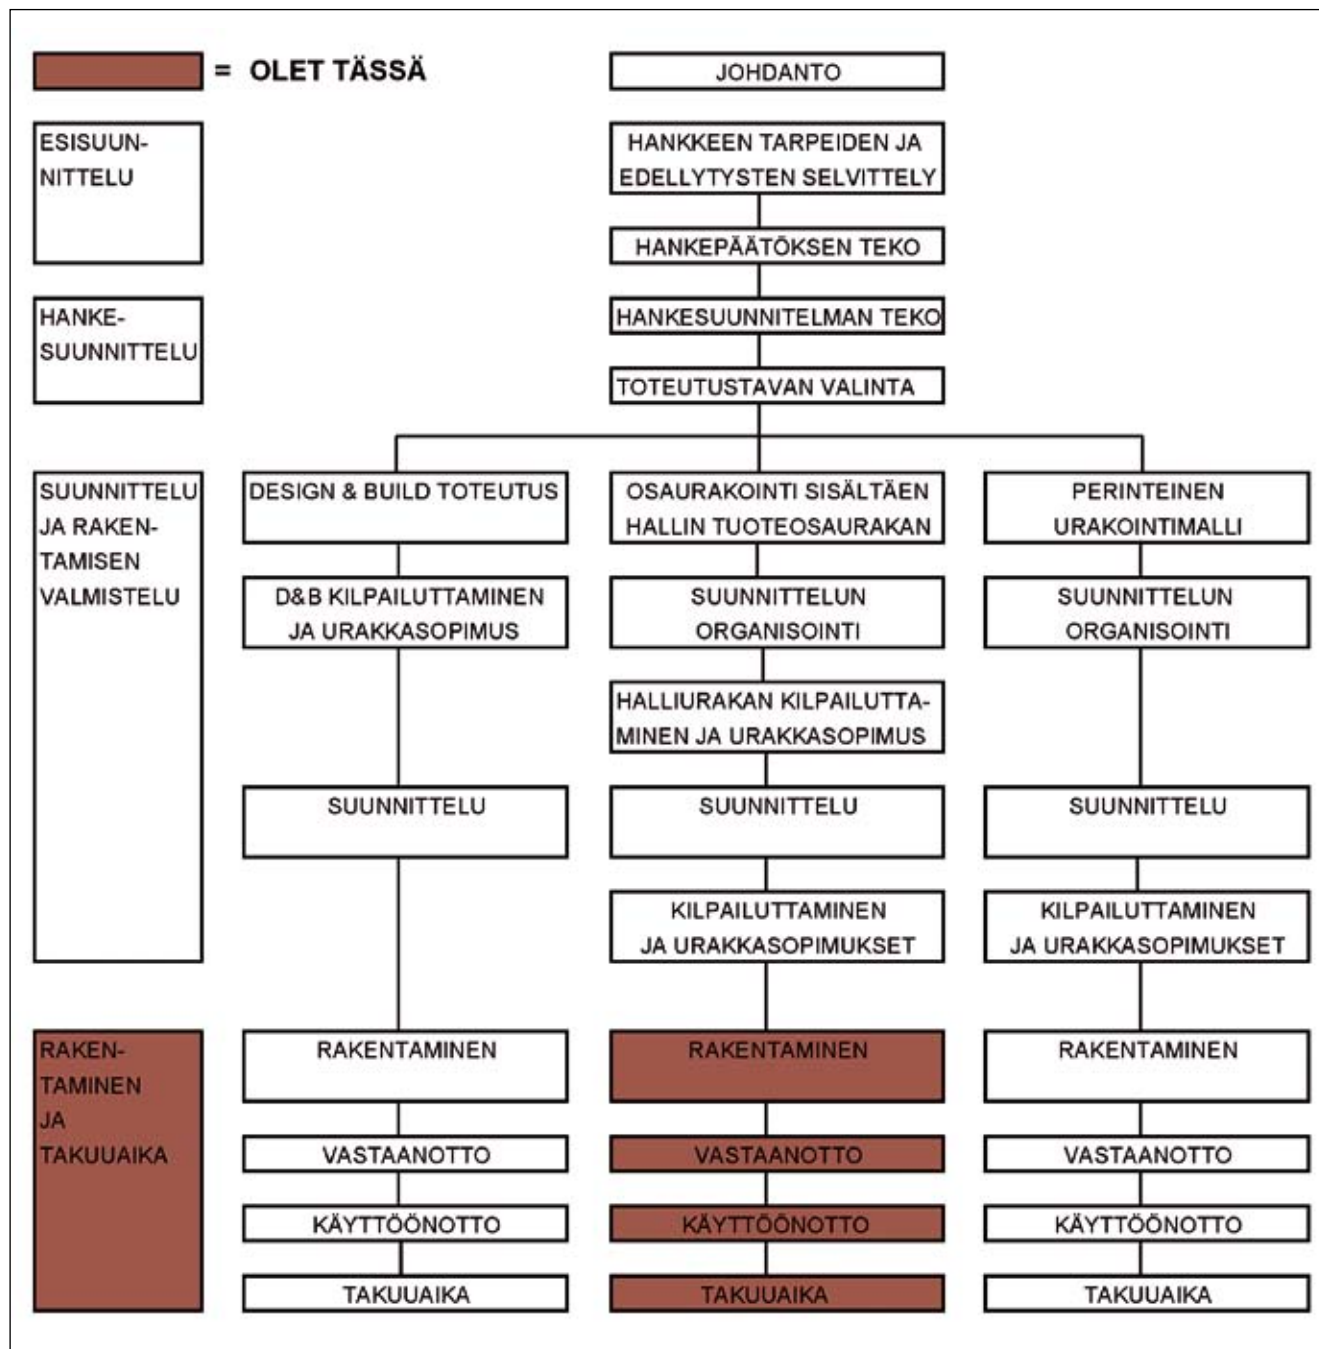 = OLET TÄSSÄ
JOHDANTO
ESISUUN-
NITTELU
HANKKEEN TARPEIDEN JA
EDELLYTYSTEN SELVITTELY
HANKEPÄÄTÖKSEN TEKO
HANKE-
SUUNNITTELU
HANKESUUNNITELMAN TEKO
TOTEUTUSTAVAN VALINTA
SUUNNITTELU
JA RAKEN-
TAMISEN
VALMISTELU
DESIGN & BUILD TOTEUTUS
D&B KILPAILUTTAMINEN
JA URAKKASOPIMUS
SUUNNITTELU
OSAURAKOINTI SISÄLTÄEN
HALLIN TUOTEOSAURAKAN
SUUNNITTELUN
ORGANISOINTI
HALLIURAKAN KILPAILUTTA-
MINEN JA URAKKASOPIMUS
SUUNNITTELU
KILPAILUTTAMINEN
JA URAKKASOPIMUKSET
PERINTEINEN
URAKOINTIMALLI
SUUNNITTELUN
ORGANISOINTI
SUUNNITTELU
KILPAILUTTAMINEN
JA URAKKASOPIMUKSET
RAKEN-
TAMINEN
JA
TAKUUAIKA
RAKENTAMINEN
VASTAANOTTO
KÄYTTÖÖNOTTO
TAKUUAIKA
RAKENTAMINEN
VASTAANOTTO
KÄYTTÖÖNOTTO
TAKUUAIKA
RAKENTAMINEN
VASTAANOTTO
KÄYTTÖÖNOTTO
TAKUUAIKA